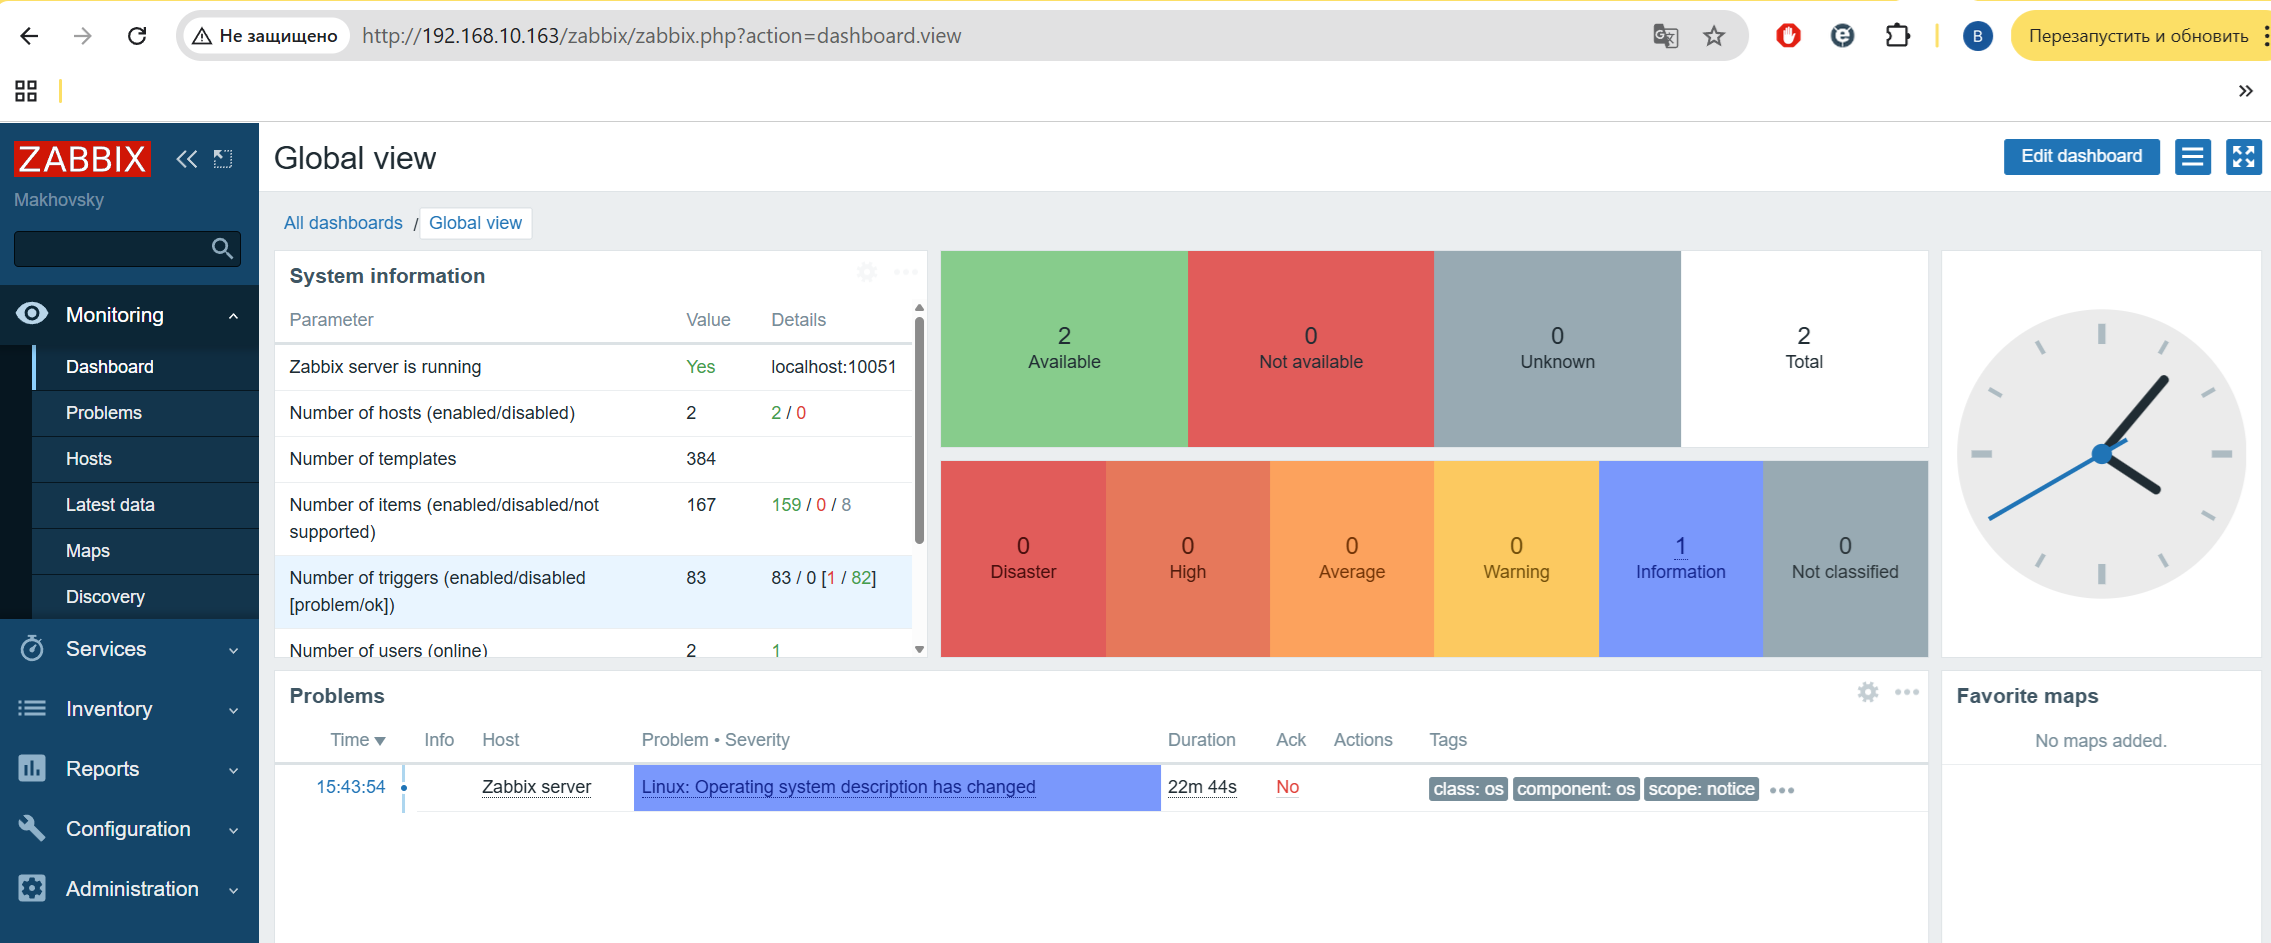 Не защищено http://192.168.10.163/zabbix/zabbix.php?action=dashboard.view B Перезапустить и обновить
ZABBIX
Makhovsky
Monitoring
Dashboard
Problems
Hosts
Latest data
Maps
Discovery
Services
Inventory
Reports
Configuration
Administration
Global view
Edit dashboard
All dashboards / Global view
System information
Parameter Value Details
Zabbix server is running Yes localhost:10051
Number of hosts (enabled/disabled) 2 2 / 0
Number of templates 384
Number of items (enabled/disabled/not 167 159 / 0 / 8
supported)
Number of triggers (enabled/disabled 83 83 / 0 [1 / 82]
[problem/ok])
Number of users (online) 2 1
2 0 0 2
Available Not available Unknown Total
0 0 0 0 1 0
Disaster High Average Warning Information Not classified
Problems
Time Info Host Problem • Severity Duration Ack Actions Tags
15:43:54 Zabbix server Linux: Operating system description has changed 22m 44s No class: os component: os scope: notice
Favorite maps
No maps added.